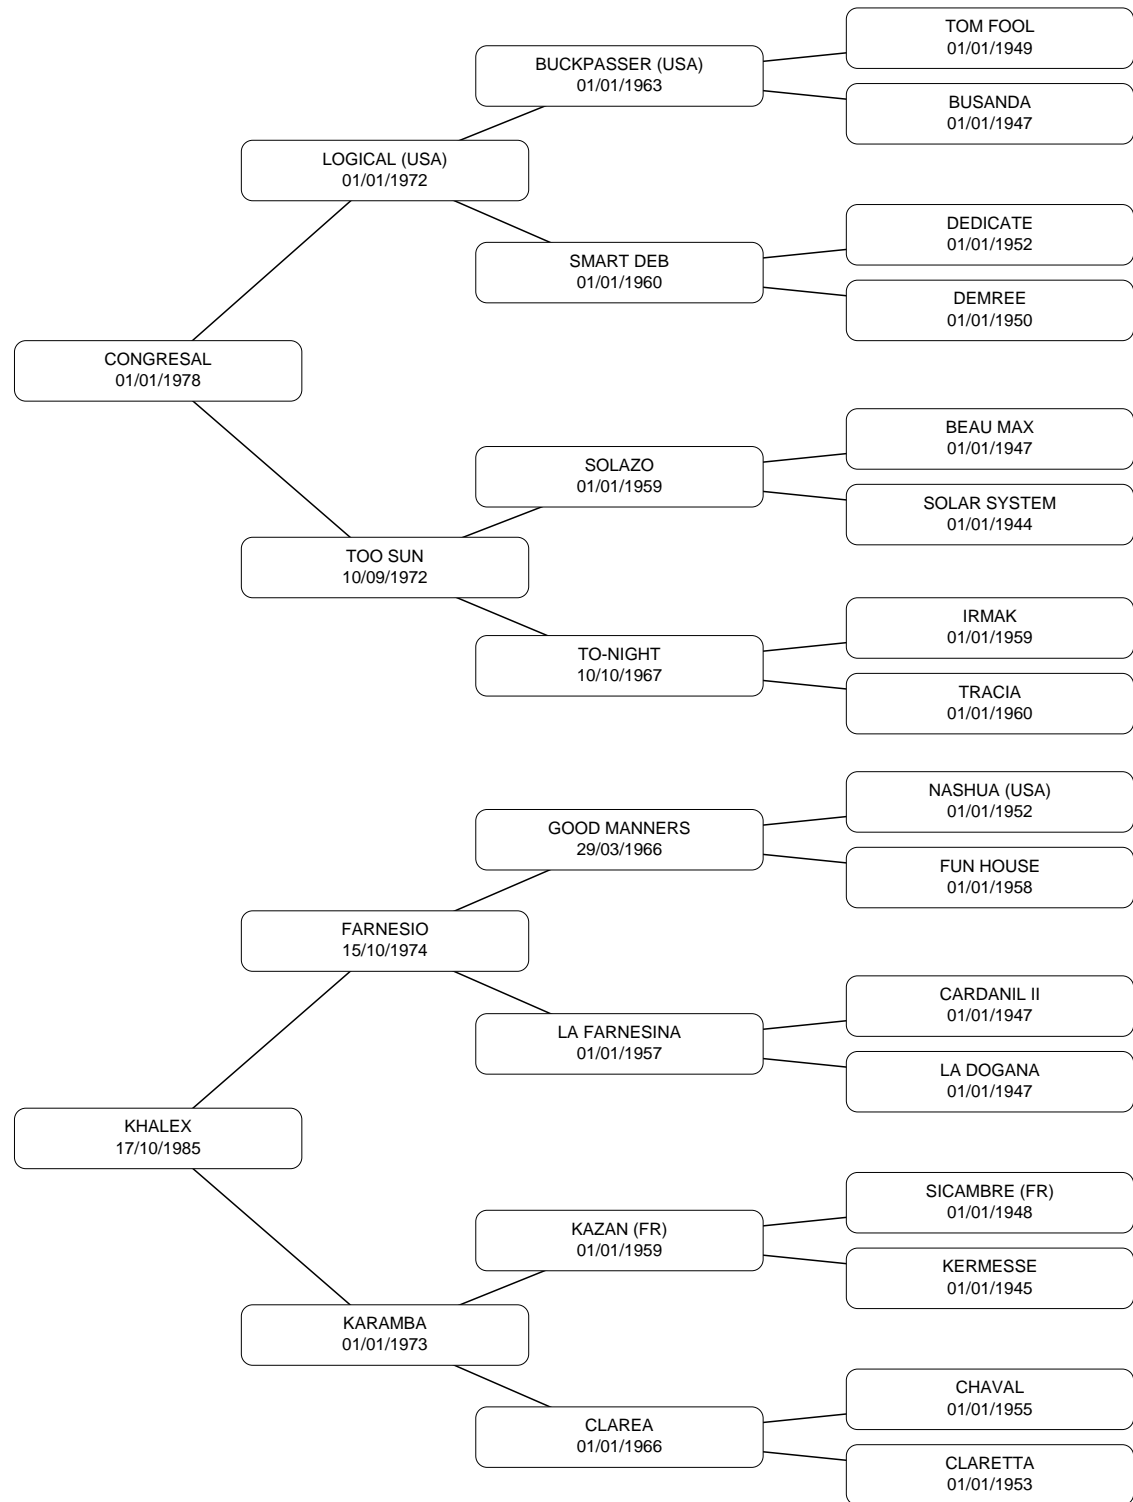 TOM FOOL
01/01/1949
BUCKPASSER (USA)
01/01/1963
BUSANDA
01/01/1947
LOGICAL (USA)
01/01/1972
DEDICATE
01/01/1952
SMART DEB
01/01/1960
DEMREE
01/01/1950
CONGRESAL
01/01/1978
BEAU MAX
01/01/1947
SOLAZO
01/01/1959
SOLAR SYSTEM
01/01/1944
TOO SUN
10/09/1972
IRMAK
01/01/1959
TO-NIGHT
10/10/1967
TRACIA
01/01/1960
NASHUA (USA)
01/01/1952
GOOD MANNERS
29/03/1966
FUN HOUSE
01/01/1958
FARNESIO
15/10/1974
CARDANIL II
01/01/1947
LA FARNESINA
01/01/1957
LA DOGANA
01/01/1947
KHALEX
17/10/1985
SICAMBRE (FR)
01/01/1948
KAZAN (FR)
01/01/1959
KERMESSE
01/01/1945
KARAMBA
01/01/1973
CHAVAL
01/01/1955
CLAREA
01/01/1966
CLARETTA
01/01/1953